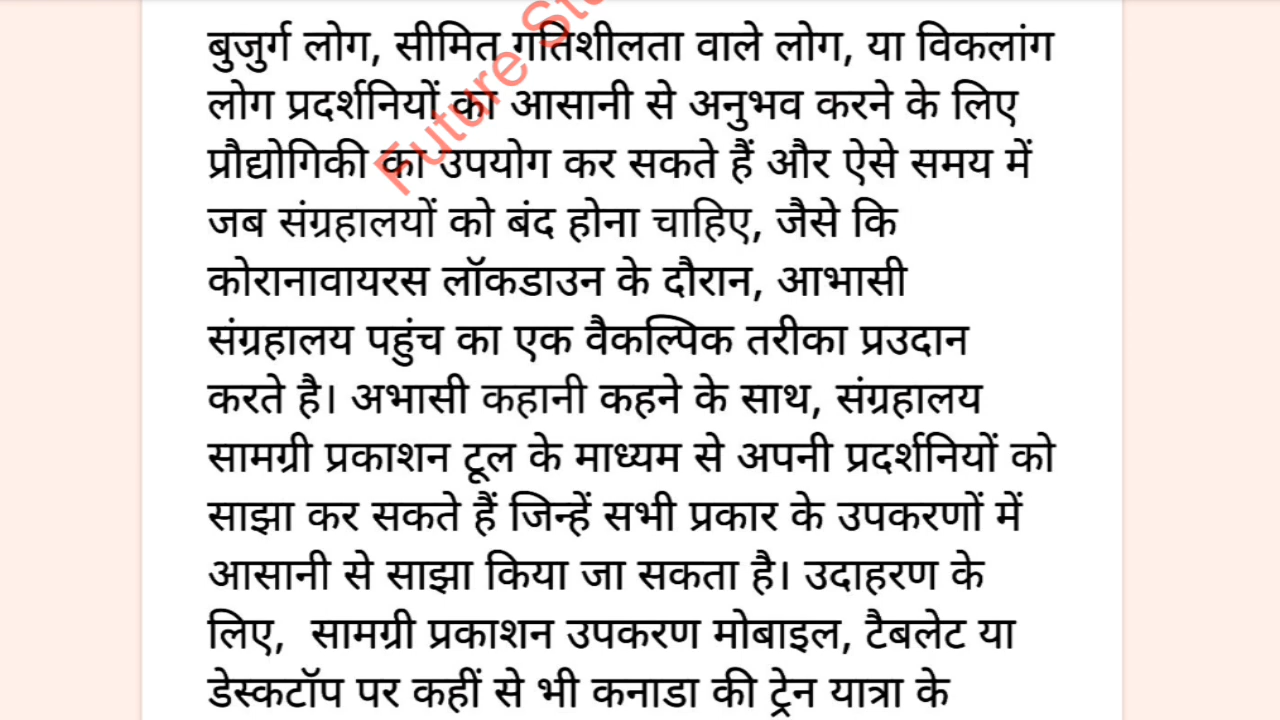 बुजुर्ग लोग, सीमित गतिशीलता वाले लोग, या विकलांग
लोग प्रदर्शनियों का आसानी से अनुभव करने के लिए
प्रौद्योगिकी का उपयोग कर सकते हैं और ऐसे समय में
जब संग्रहालयों को बंद होना चाहिए, जैसे कि
कोरानावायरस लॉकडाउन के दौरान, आभासी
संग्रहालय पहुंच का एक वैकल्पिक तरीका प्रउदान
करते है। अभासी कहानी कहने के साथ, संग्रहालय
सामग्री प्रकाशन टूल के माध्यम से अपनी प्रदर्शनियों को
साझा कर सकते हैं जिन्हें सभी प्रकार के उपकरणों में
आसानी से साझा किया जा सकता है। उदाहरण के
लिए, सामग्री प्रकाशन उपकरण मोबाइल, टैबलेट या
डेस्कटॉप पर कहीं से भी कनाडा की ट्रेन यात्रा के
Future